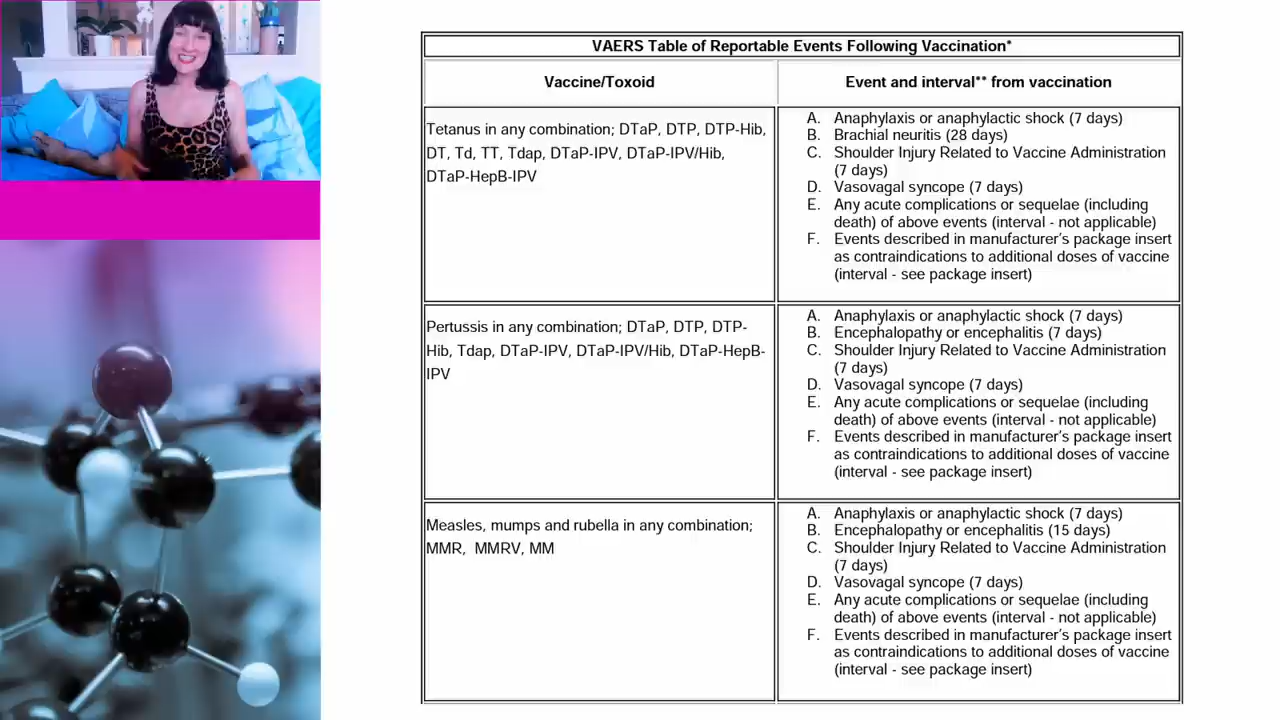 VAERS Table of Reportable Events Following Vaccination*
Vaccine/Toxoid
Event and interval** from vaccination
Tetanus in any combination; DTaP, DTP, DTP-Hib,
DT, Td, TT, Tdap, DTaP-IPV, DTaP-IPV/Hib,
DTaP-HepB-IPV
A. Anaphylaxis or anaphylactic shock (7 days)
B. Brachial neuritis (28 days)
C. Shoulder Injury Related to Vaccine Administration
(7 days)
D. Vasovagal syncope (7 days)
E. Any acute complications or sequelae (including
death) of above events (interval - not applicable)
F. Events described in manufacturer's package insert
as contraindications to additional doses of vaccine
(interval - see package insert)
Pertussis in any combination; DTaP, DTP, DTP-
Hib, Tdap, DTaP-IPV, DTaP-IPV/Hib, DTaP-HepB-
IPV
A. Anaphylaxis or anaphylactic shock (7 days)
B. Encephalopathy or encephalitis (7 days)
C. Shoulder Injury Related to Vaccine Administration
(7 days)
D. Vasovagal syncope (7 days)
E. Any acute complications or sequelae (including
death) of above events (interval - not applicable)
F. Events described in manufacturer's package insert
as contraindications to additional doses of vaccine
(interval - see package insert)
Measles, mumps and rubella in any combination;
MMR, MMRV, MM
A. Anaphylaxis or anaphylactic shock (7 days)
B. Encephalopathy or encephalitis (15 days)
C. Shoulder Injury Related to Vaccine Administration
(7 days)
D. Vasovagal syncope (7 days)
E. Any acute complications or sequelae (including
death) of above events (interval - not applicable)
F. Events described in manufacturer's package insert
as contraindications to additional doses of vaccine
(interval - see package insert)